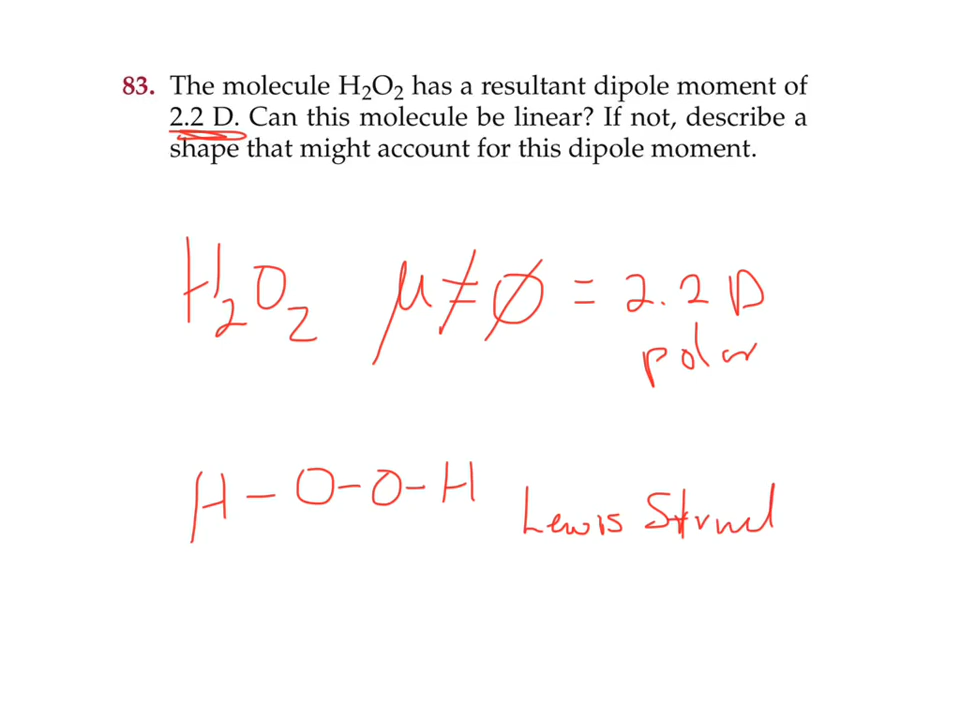 83. The molecule H₂O₂ has a resultant dipole moment of
2.2 D. Can this molecule be linear? If not, describe a
shape that might account for this dipole moment.
H₂O₂ μ ≠ ∅ = 2.2 D
polar
H-O-O-H Lewis